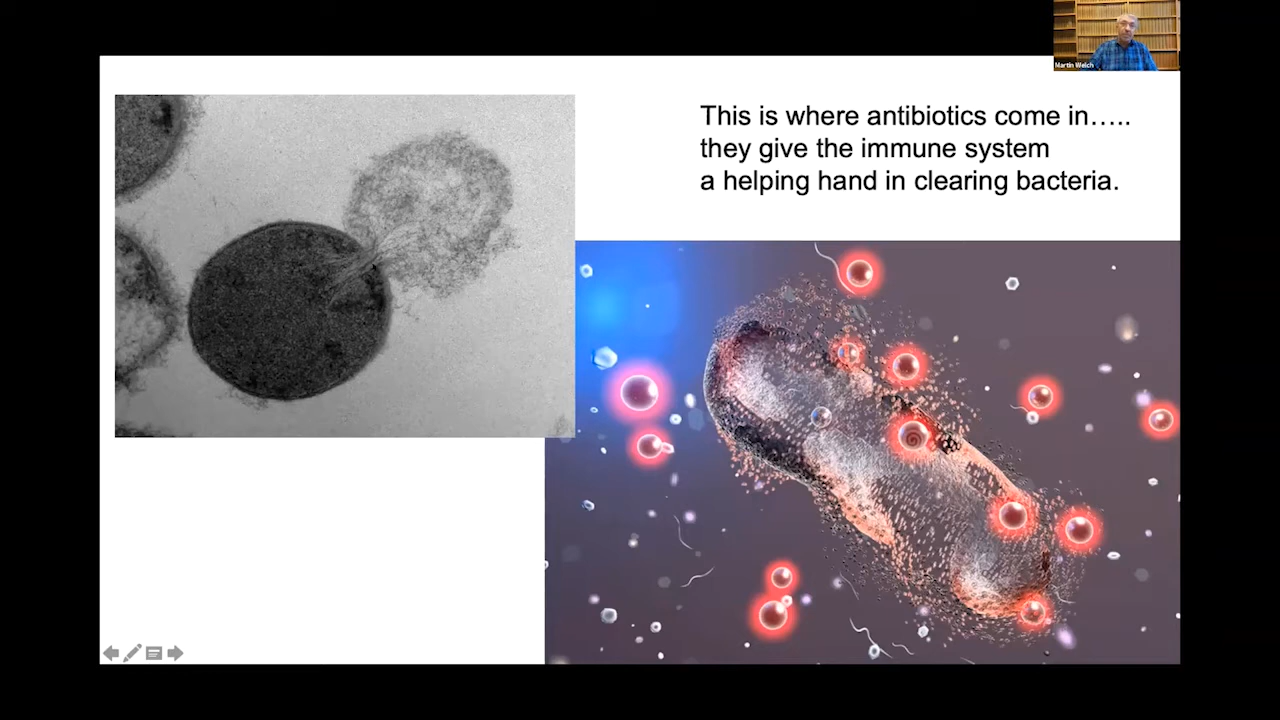 Martin Welch
This is where antibiotics come in…..
they give the immune system
a helping hand in clearing bacteria.